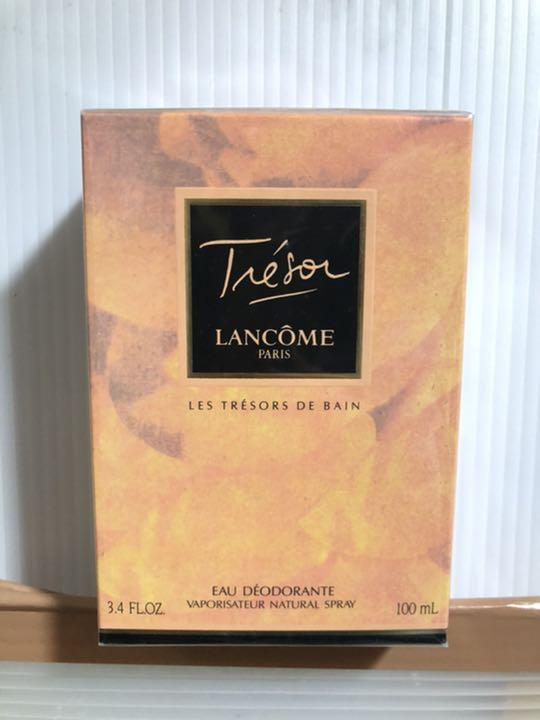 Trésor
LANCÔME
PARIS
LES TRÉSORS DE BAIN
EAU DÉODORANTE
3.4 FL.OZ. VAPORISATEUR NATURAL SPRAY 100 mL